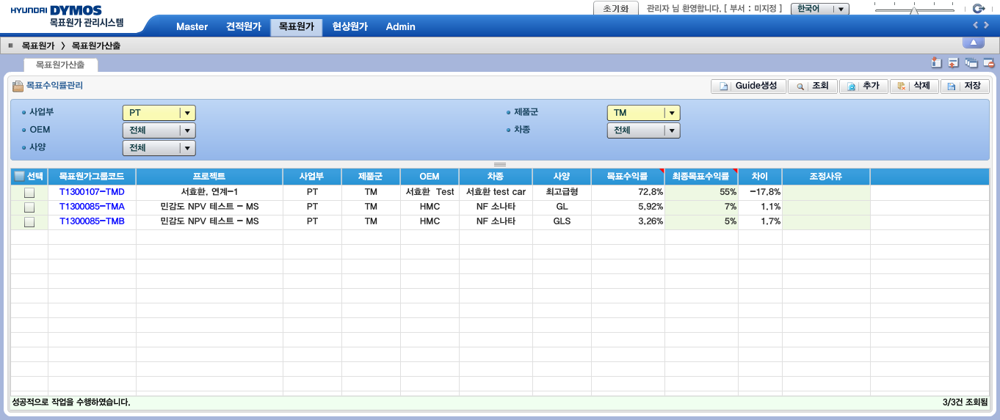 HYUNDAI DYMOS
목표원가 관리시스템
초기화 관리자 님 환영합니다. [ 부서 : 미지정 ] 한국어
Master 견적원가 목표원가 현상원가 Admin
목표원가 》 목표원가산출
목표원가산출
목표수익률관리
Guide생성 조회 추가 삭제 저장
사업부 PT 제품군 TM
OEM 전체 차종 전체
사양 전체
선택 목표원가그룹코드 프로젝트 사업부 제품군 OEM 차종 사양 목표수익률 최종목표수익률 차이 조정사유
T1300107-TMD 서효환, 연계-1 PT TM 서효환 Test 서효환 test car 최고급형 72.8% 55% -17.8%
T1300085-TMA 민감도 NPV 테스트 - MS PT TM HMC NF 소나타 GL 5.92% 7% 1.1%
T1300085-TMB 민감도 NPV 테스트 - MS PT TM HMC NF 소나타 GLS 3.26% 5% 1.7%
성공적으로 작업을 수행하였습니다. 3/3건 조회됨